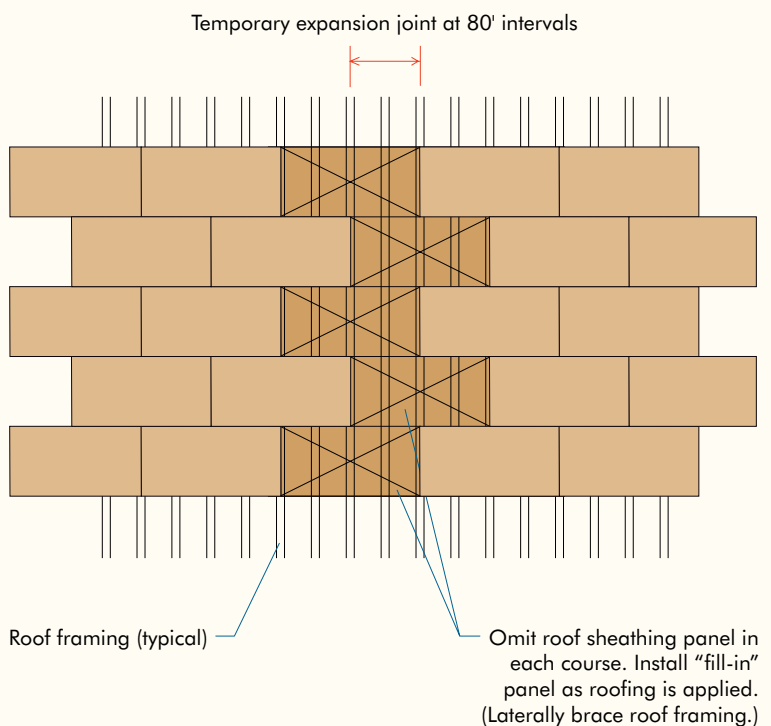 Temporary expansion joint at 80' intervals
Roof framing (typical)
Omit roof sheathing panel in
each course. Install “fill-in”
panel as roofing is applied.
(Laterally brace roof framing.)